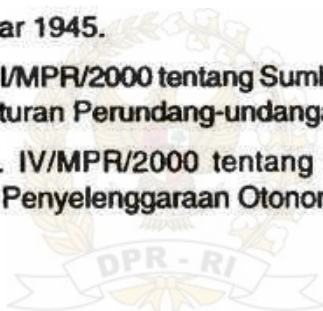 ar 1945.
I/MPR/2000 tentang Sumb
turan Perundang-undanga
. IV/MPR/2000 tentang
Penyelenggaraan Otonor
DPR - RI